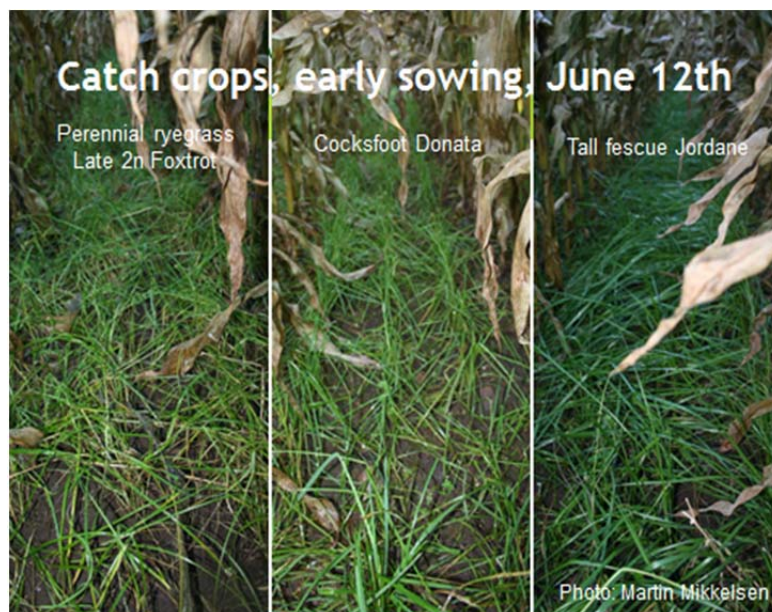 Catch crops, early sowing, June 12th
Perennial ryegrass
Late 2n Foxtrot
Cocksfoot Donata
Tall fescue Jordane
Photo: Martin Mikkelsen